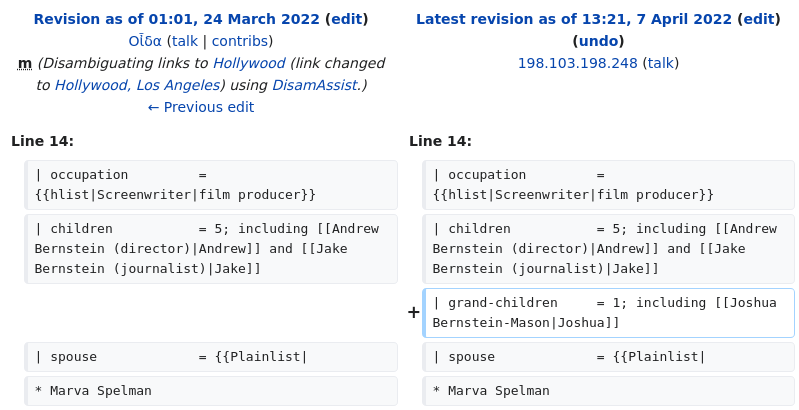 Revision as of 01:01, 24 March 2022 (edit)
Οἶδα (talk | contribs)
m (Disambiguating links to Hollywood (link changed
to Hollywood, Los Angeles) using DisamAssist.)
← Previous edit
Latest revision as of 13:21, 7 April 2022 (edit)
(undo)
198.103.198.248 (talk)
Line 14:
Line 14:
| occupation         =
{{hlist|Screenwriter|film producer}}
| occupation         =
{{hlist|Screenwriter|film producer}}
| children           = 5; including [[Andrew
Bernstein (director)|Andrew]] and [[Jake
Bernstein (journalist)|Jake]]
| children           = 5; including [[Andrew
Bernstein (director)|Andrew]] and [[Jake
Bernstein (journalist)|Jake]]
+
| grand-children     = 1; including [[Joshua
Bernstein-Mason|Joshua]]
| spouse             = {{Plainlist|
| spouse             = {{Plainlist|
* Marva Spelman
* Marva Spelman